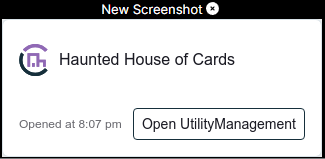 New Screenshot
Haunted House of Cards
Opened at 8:07 pm
Open UtilityManagement